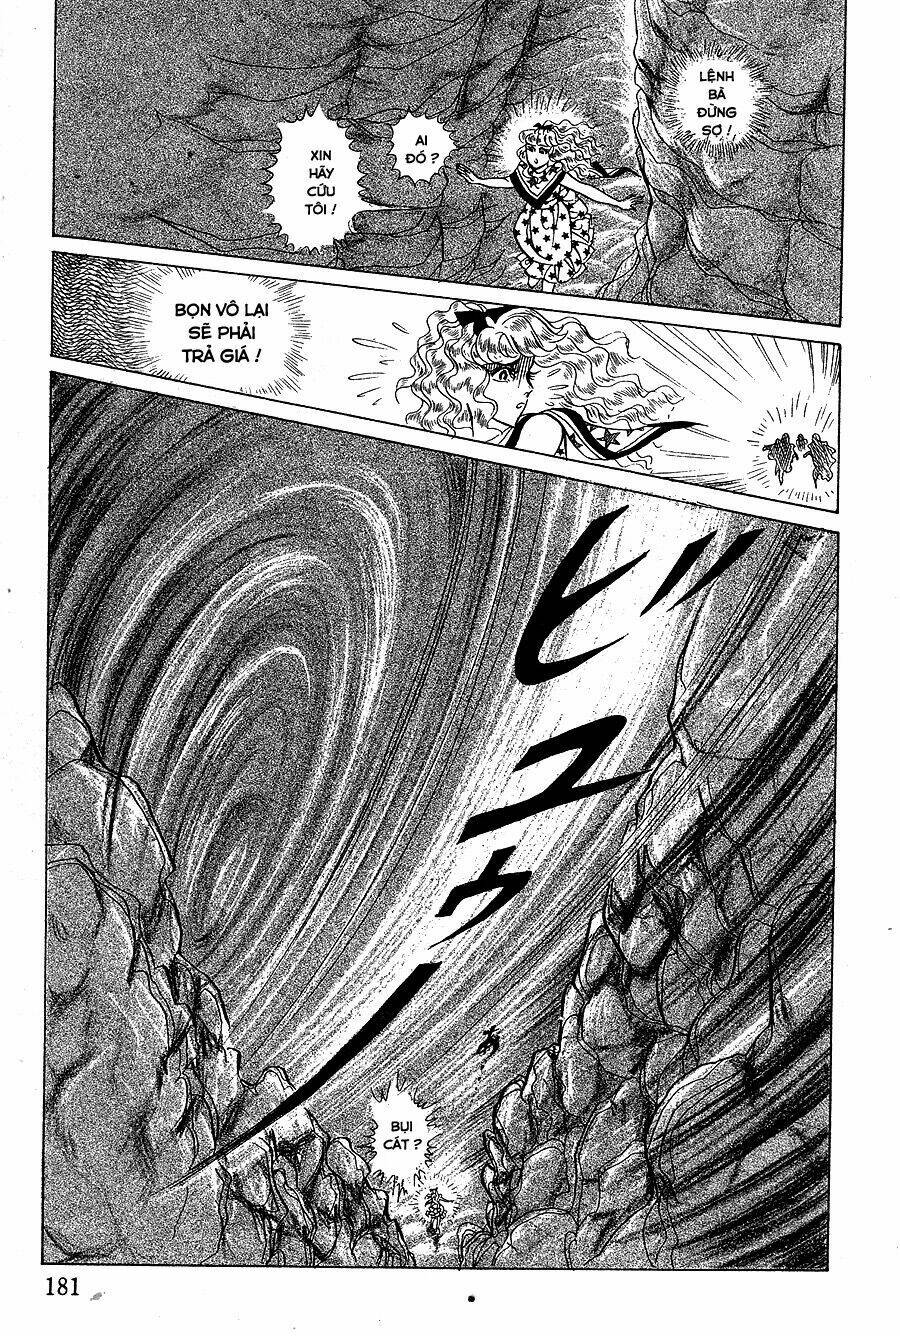 LỆNH
BÀ
ĐỪNG
SỢ !
AI
ĐÓ ?
XIN
HÃY
CỨU
TÔI !
BỌN VÔ LẠI
SẼ PHẢI
TRẢ GIÁ !
ビュゥー
BỤI
CÁT ?
181